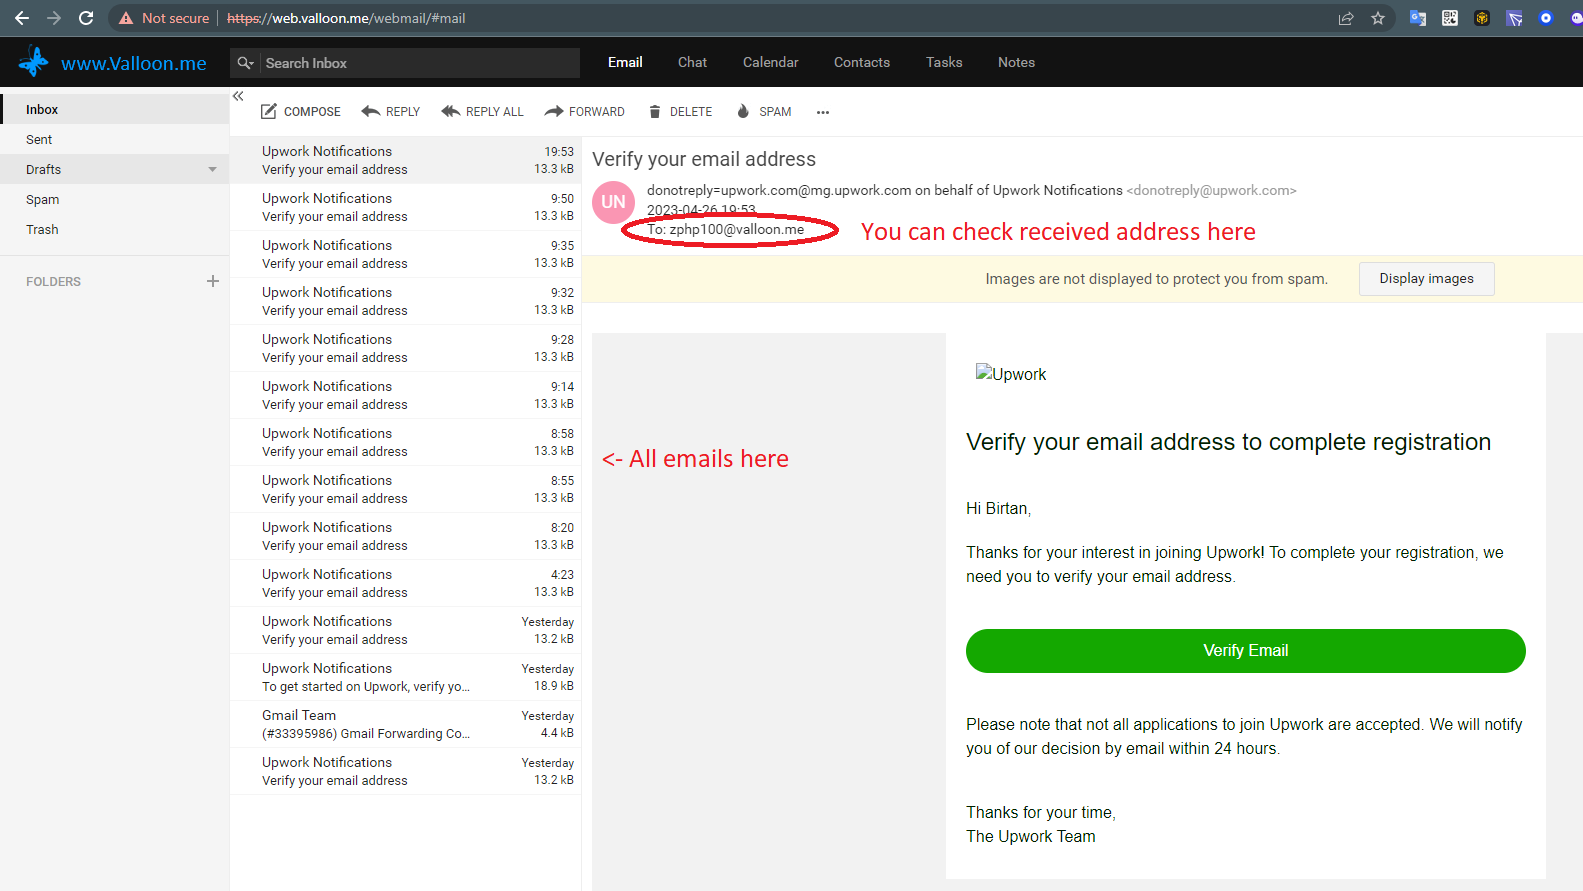 Not secure https://web.valloon.me/webmail/#mail
www.Valloon.me
Search Inbox
Email
Chat
Calendar
Contacts
Tasks
Notes
Inbox
Sent
Drafts
Spam
Trash
FOLDERS
COMPOSE
REPLY
REPLY ALL
FORWARD
DELETE
SPAM
Upwork Notifications 19:53
Verify your email address 13.3 kB
Upwork Notifications 9:50
Verify your email address 13.3 kB
Upwork Notifications 9:35
Verify your email address 13.3 kB
Upwork Notifications 9:32
Verify your email address 13.3 kB
Upwork Notifications 9:28
Verify your email address 13.3 kB
Upwork Notifications 9:14
Verify your email address 13.3 kB
Upwork Notifications 8:58
Verify your email address 13.3 kB
Upwork Notifications 8:55
Verify your email address 13.3 kB
Upwork Notifications 8:20
Verify your email address 13.3 kB
Upwork Notifications 4:23
Verify your email address 13.3 kB
Upwork Notifications Yesterday
Verify your email address 13.2 kB
Upwork Notifications Yesterday
To get started on Upwork, verify yo... 18.9 kB
Gmail Team Yesterday
(#33395986) Gmail Forwarding Co... 4.4 kB
Upwork Notifications Yesterday
Verify your email address 13.2 kB
Verify your email address
UN
donotreply=upwork.com@mg.upwork.com on behalf of Upwork Notifications <donotreply@upwork.com>
2023-04-26 19:53
To: zphp100@valloon.me
You can check received address here
Images are not displayed to protect you from spam.
Display images
<- All emails here
Upwork
Verify your email address to complete registration
Hi Birtan,
Thanks for your interest in joining Upwork! To complete your registration, we
need you to verify your email address.
Verify Email
Please note that not all applications to join Upwork are accepted. We will notify
you of our decision by email within 24 hours.
Thanks for your time,
The Upwork Team